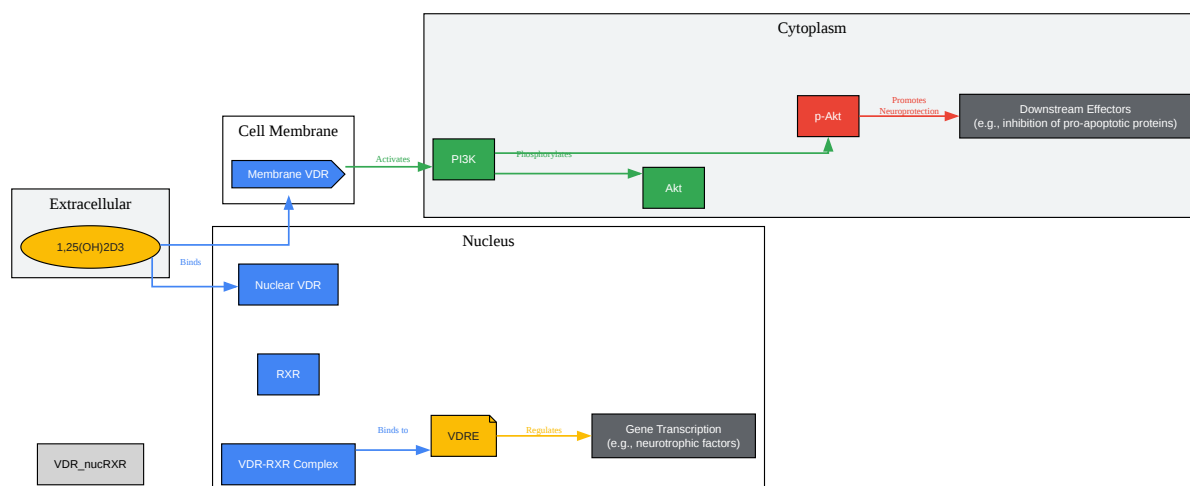 Cytoplasm
Promotes
Neuroprotection
p-Akt
Downstream Effectors
(e.g., inhibition of pro-apoptotic proteins)
Cell Membrane
Membrane VDR
Activates
PI3K
Phosphorylates
Akt
Extracellular
1,25(OH)2D3
Binds
Nucleus
Nuclear VDR
RXR
VDR-RXR Complex
Binds to
VDRE
Regulates
Gene Transcription
(e.g., neurotrophic factors)
VDR_nucRXR